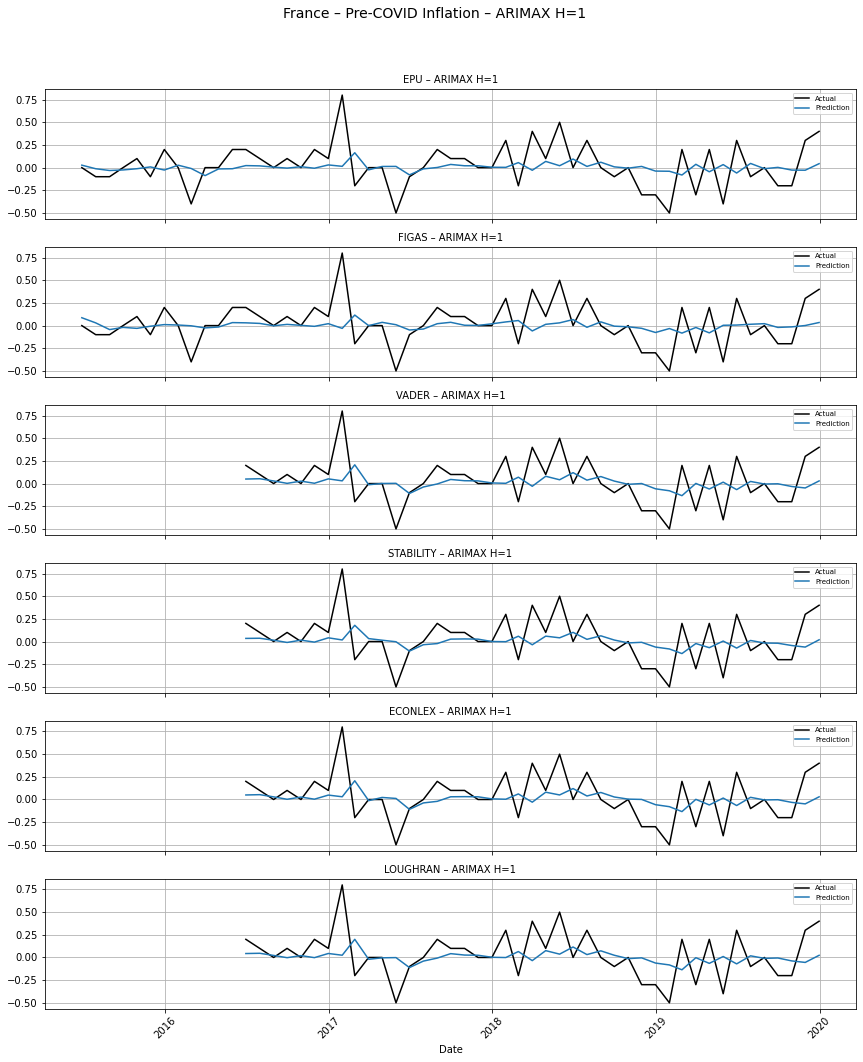 France – Pre-COVID Inflation – ARIMAX H=1
EPU – ARIMAX H=1
0.75
0.50
0.25
0.00
−0.25
−0.50
Actual
Prediction
FIGAS – ARIMAX H=1
0.75
0.50
0.25
0.00
−0.25
−0.50
Actual
Prediction
VADER – ARIMAX H=1
0.75
0.50
0.25
0.00
−0.25
−0.50
Actual
Prediction
STABILITY – ARIMAX H=1
0.75
0.50
0.25
0.00
−0.25
−0.50
Actual
Prediction
ECONLEX – ARIMAX H=1
0.75
0.50
0.25
0.00
−0.25
−0.50
Actual
Prediction
LOUGHRAN – ARIMAX H=1
0.75
0.50
0.25
0.00
−0.25
−0.50
Actual
Prediction
2016
2017
2018
2019
2020
Date